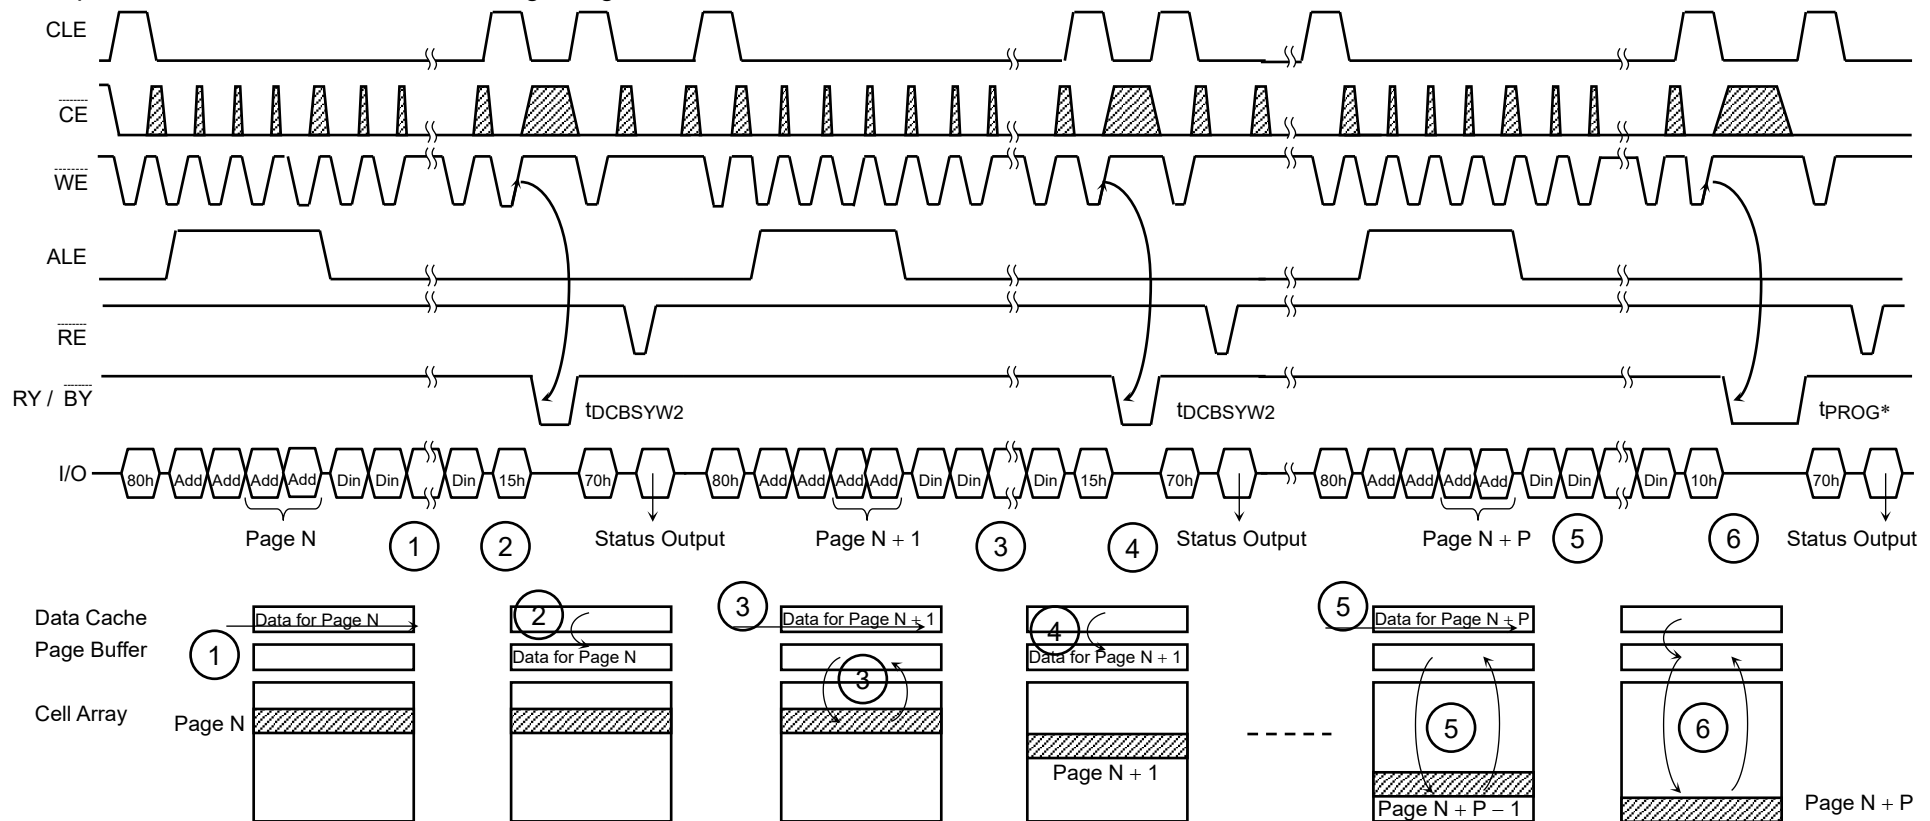 CLE
CE
WE
ALE
RE
RY / BY
tDCBSYW2 tDCBSYW2 tPROG*
I/O 80h Add Add Add Add Din Din Din 15h 70h 80h Add Add Add Add Din Din Din 15h 70h 80h Add Add Add Add Din Din Din 10h 70h
Page N 1 2 Status Output Page N + 1 3 4 Status Output Page N + P 5 6 Status Output
Data Cache Data for Page N 2 3 Data for Page N + 1 4 5 Data for Page N + P
Page Buffer 1 Data for Page N 3 Data for Page N + 1
Cell Array Page N 5 6
Page N + 1
Page N + P − 1 Page N + P